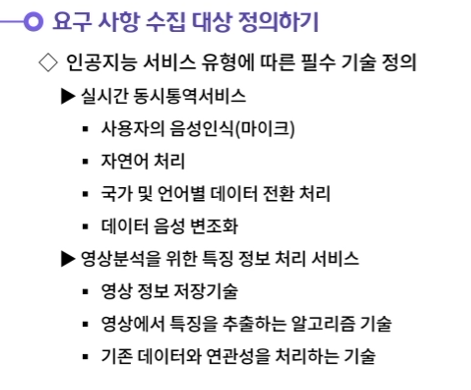 요구 사항 수집 대상 정의하기
◇ 인공지능 서비스 유형에 따른 필수 기술 정의
▶ 실시간 동시통역서비스
▪ 사용자의 음성인식(마이크)
▪ 자연어 처리
▪ 국가 및 언어별 데이터 전환 처리
▪ 데이터 음성 변조화
▶ 영상분석을 위한 특징 정보 처리 서비스
▪ 영상 정보 저장기술
▪ 영상에서 특징을 추출하는 알고리즘 기술
▪ 기존 데이터와 연관성을 처리하는 기술